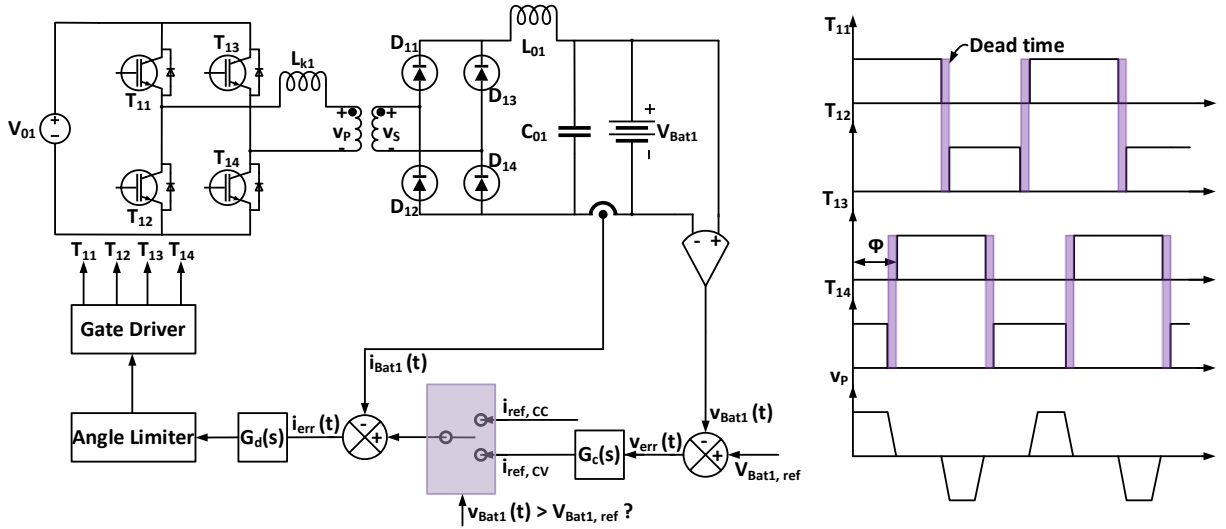 V01
+
−
T11
T12
T13
T14
Lk1
+
vP
-
+
vS
-
D11
D12
D13
D14
L01
C01
+
VBat1
-
T11 T12 T13 T14
Gate Driver
Angle Limiter
Gd(s)
ierr(t)
iBat1(t)
-
+
iref, CC
iref, CV
vBat1(t) > VBat1, ref ?
Gc(s)
verr(t)
-
+
vBat1(t)
VBat1, ref
- +
T11
Dead time
T12
T13
Φ
T14
vP